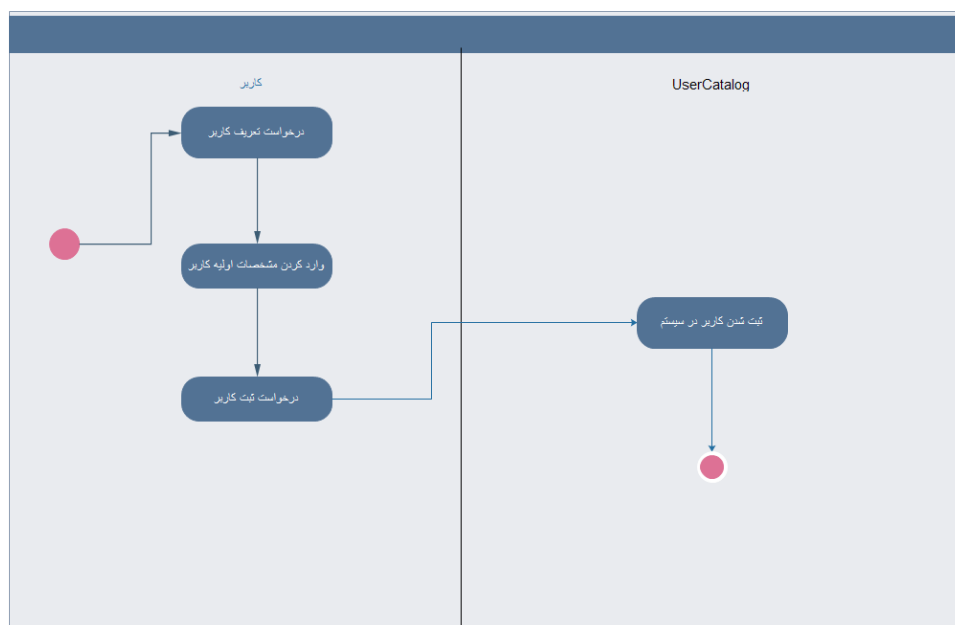 کاربر
UserCatalog
درخواست تعریف کاربر
وارد کردن مشخصات اولیه کاربر
ثبت شدن کاربر در سیستم
درخواست ثبت کاربر